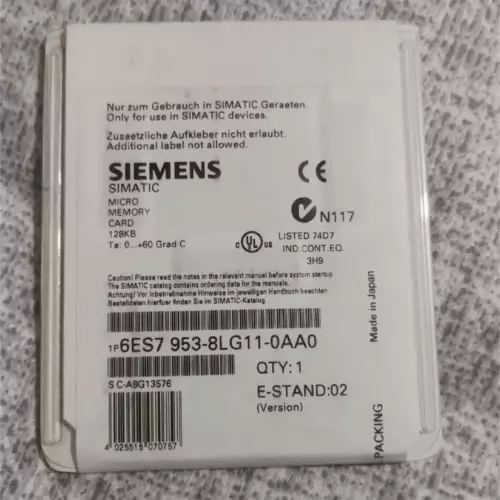 Nur zum Gebrauch in SIMATIC Geraeten.
Only for use in SIMATIC devices.
Zusaetzliche Aufkleber nicht erlaubt.
Additional label not allowed.
SIEMENS
SIMATIC
MICRO
MEMORY
CARD
128KB
Ta: 0...+60 Grad C
CE
N117
C UL US
LISTED 74D7
IND.CONT.EQ.
3H9
Caution! Please read the notes in the relevant manual before system startup.
The SIMATIC catalog contains ordering data for the manuals.
Achtung! Vor Inbetriebnahme Hinweise im jeweiligen Handbuch beachten.
Bestelldaten hierfuer finden Sie im SIMATIC-Katalog
1P6ES7 953-8LG11-0AA0
S C-ABG13576
QTY: 1
E-STAND:02
(Version)
4 025515 070757
Made in Japan
PACKING